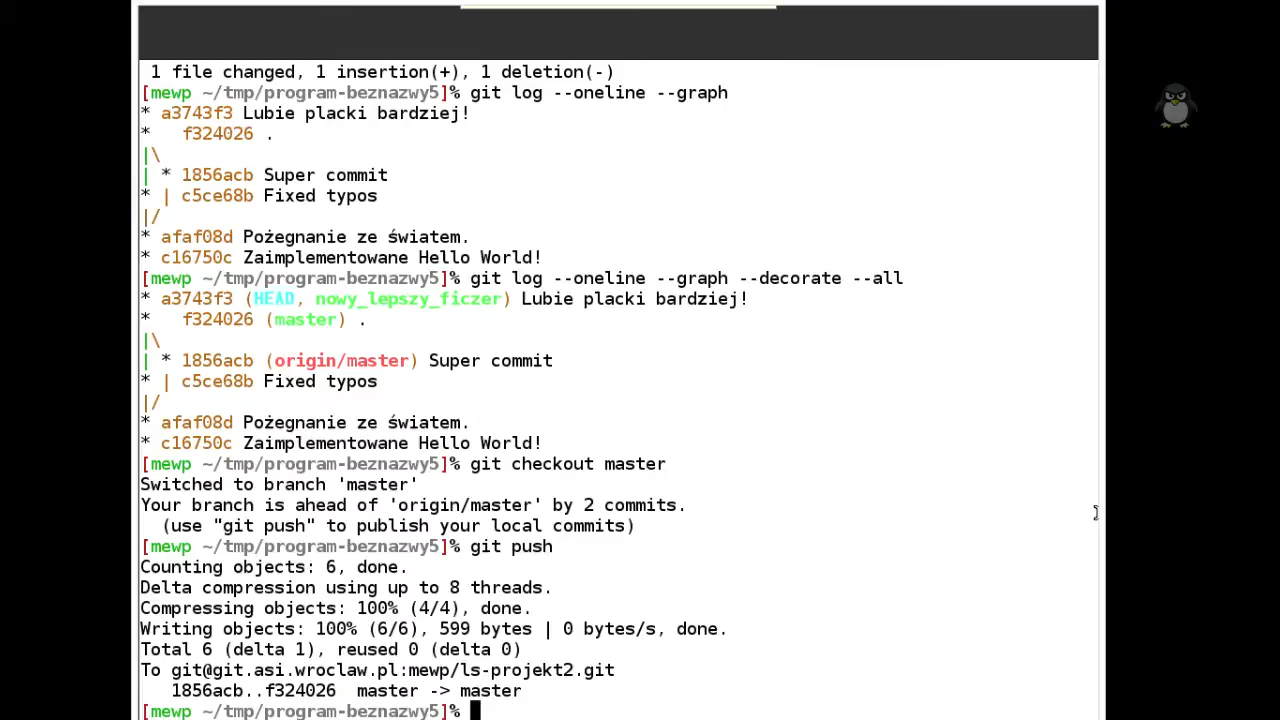 1 file changed, 1 insertion(+), 1 deletion(-)
[mewp ~/tmp/program-beznazwy5]% git log --oneline --graph
* a3743f3 Lubie placki bardziej!
*   f324026 .
|\
| * 1856acb Super commit
* | c5ce68b Fixed typos
|/
* afaf08d Pożegnanie ze światem.
* c16750c Zaimplementowane Hello World!
[mewp ~/tmp/program-beznazwy5]% git log --oneline --graph --decorate --all
* a3743f3 (HEAD, nowy_lepszy_ficzer) Lubie placki bardziej!
*   f324026 (master) .
|\
| * 1856acb (origin/master) Super commit
* | c5ce68b Fixed typos
|/
* afaf08d Pożegnanie ze światem.
* c16750c Zaimplementowane Hello World!
[mewp ~/tmp/program-beznazwy5]% git checkout master
Switched to branch 'master'
Your branch is ahead of 'origin/master' by 2 commits.
  (use "git push" to publish your local commits)
[mewp ~/tmp/program-beznazwy5]% git push
Counting objects: 6, done.
Delta compression using up to 8 threads.
Compressing objects: 100% (4/4), done.
Writing objects: 100% (6/6), 599 bytes | 0 bytes/s, done.
Total 6 (delta 1), reused 0 (delta 0)
To git@git.asi.wroclaw.pl:mewp/ls-projekt2.git
   1856acb..f324026  master -> master
[mewp ~/tmp/program-beznazwy5]%